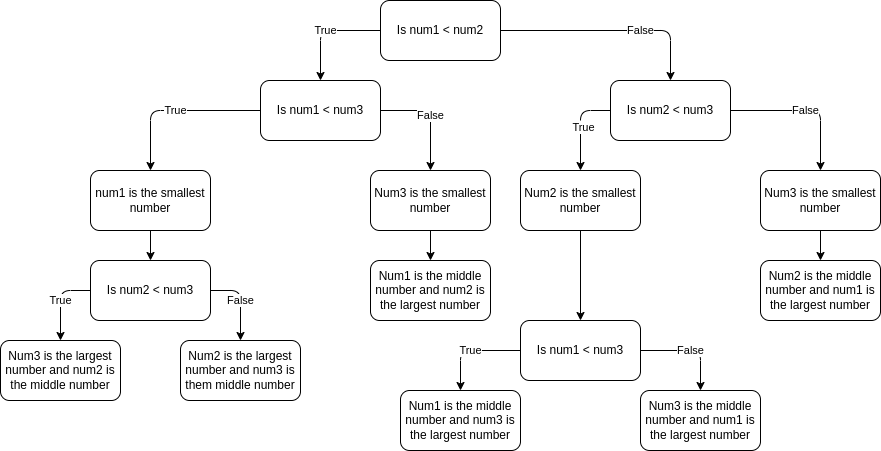 Is num1 < num2
True
False
Is num1 < num3
Is num2 < num3
True
False
True
False
num1 is the smallest
number
Num3 is the smallest
number
Num2 is the smallest
number
Num3 is the smallest
number
Is num2 < num3
Num1 is the middle
number and num2 is
the largest number
Num2 is the middle
number and num1 is
the largest number
True
False
Num3 is the largest
number and num2 is
the middle number
Num2 is the largest
number and num3 is
them middle number
Is num1 < num3
True
False
Num1 is the middle
number and num3 is
the largest number
Num3 is the middle
number and num1 is
the largest number